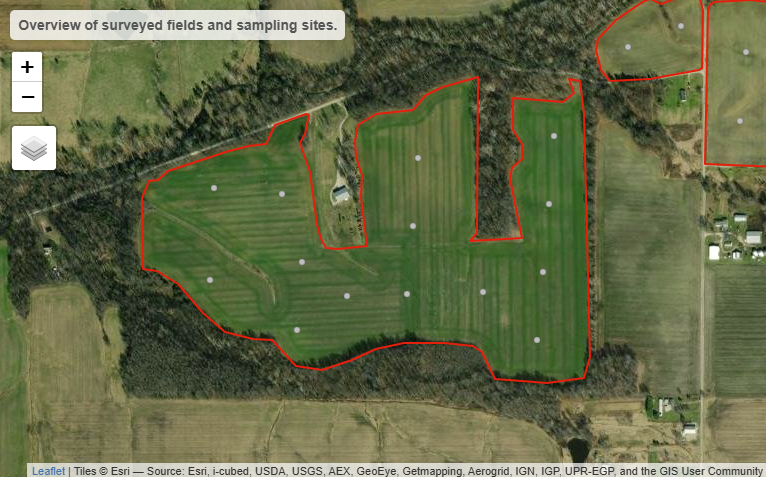 Overview of surveyed fields and sampling sites.
+
−
Leaflet | Tiles © Esri — Source: Esri, i-cubed, USDA, USGS, AEX, GeoEye, Getmapping, Aerogrid, IGN, IGP, UPR-EGP, and the GIS User Community